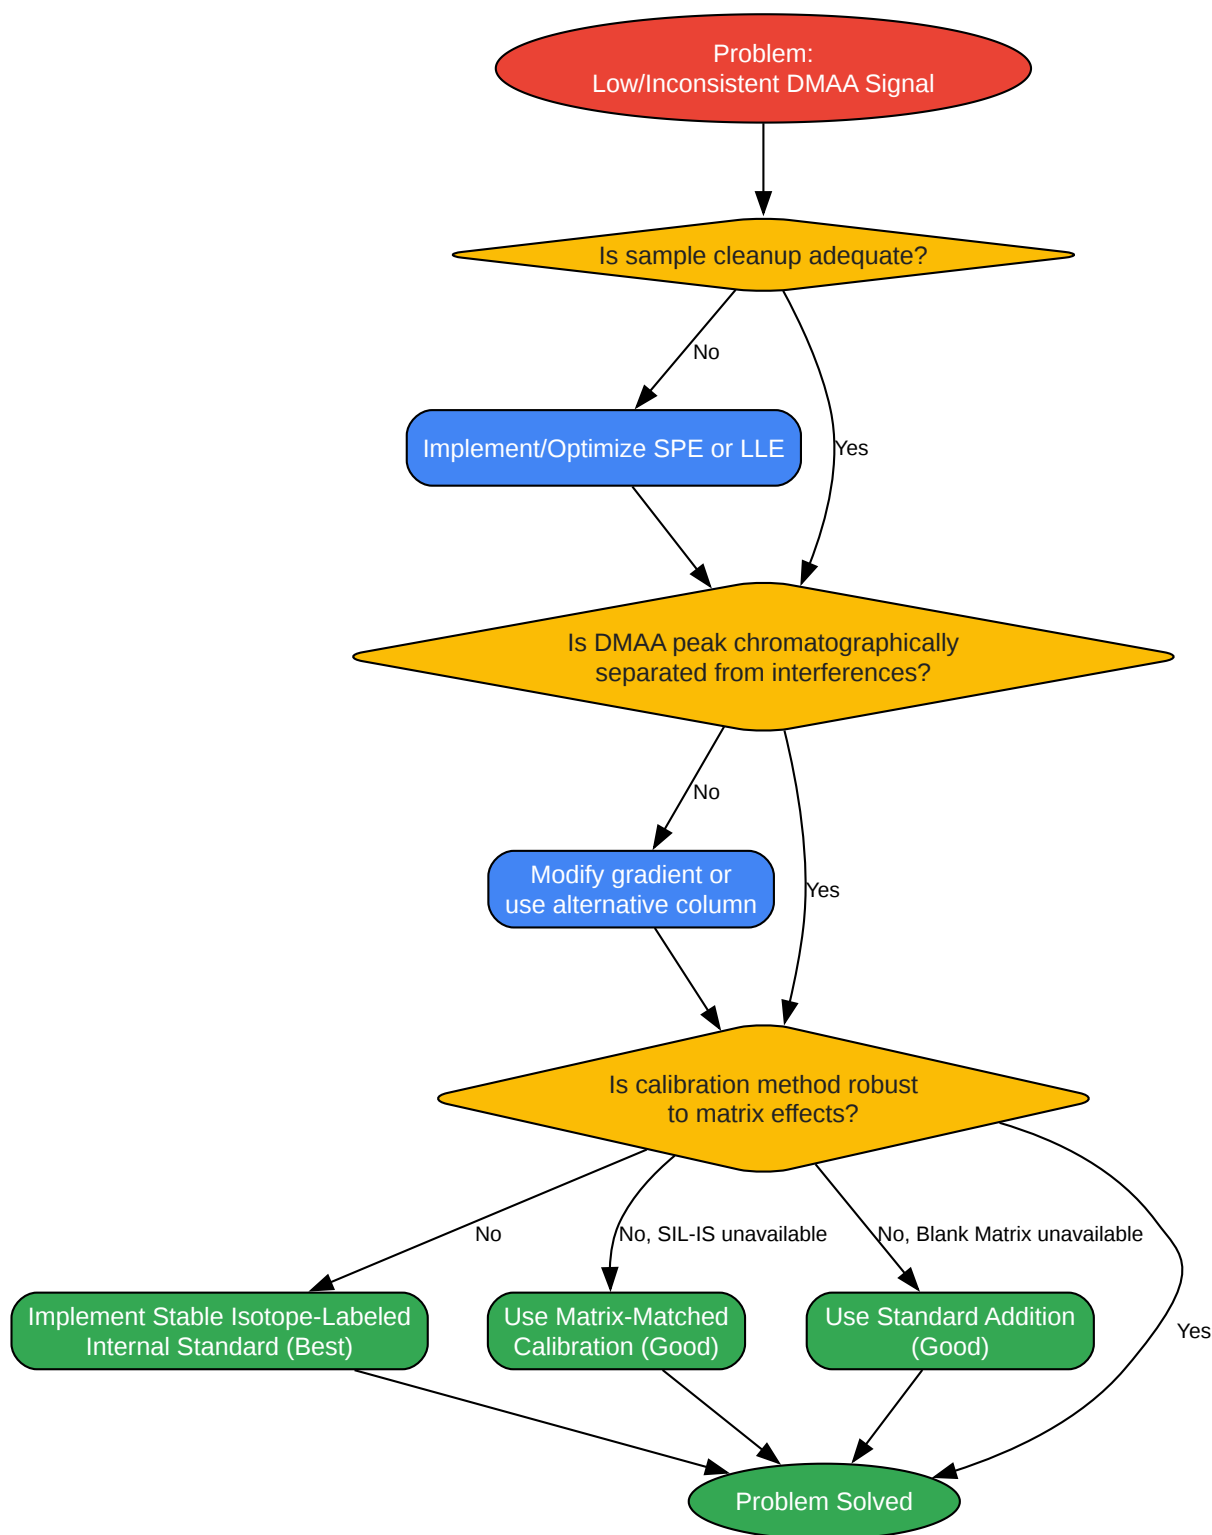 Problem:
Low/Inconsistent DMAA Signal
Is sample cleanup adequate?
No
Implement/Optimize SPE or LLE
Yes
Is DMAA peak chromatographically
separated from interferences?
No
Modify gradient or
use alternative column
Yes
Is calibration method robust
to matrix effects?
No
No, SIL-IS unavailable
No, Blank Matrix unavailable
Yes
Implement Stable Isotope-Labeled
Internal Standard (Best)
Use Matrix-Matched
Calibration (Good)
Use Standard Addition
(Good)
Problem Solved